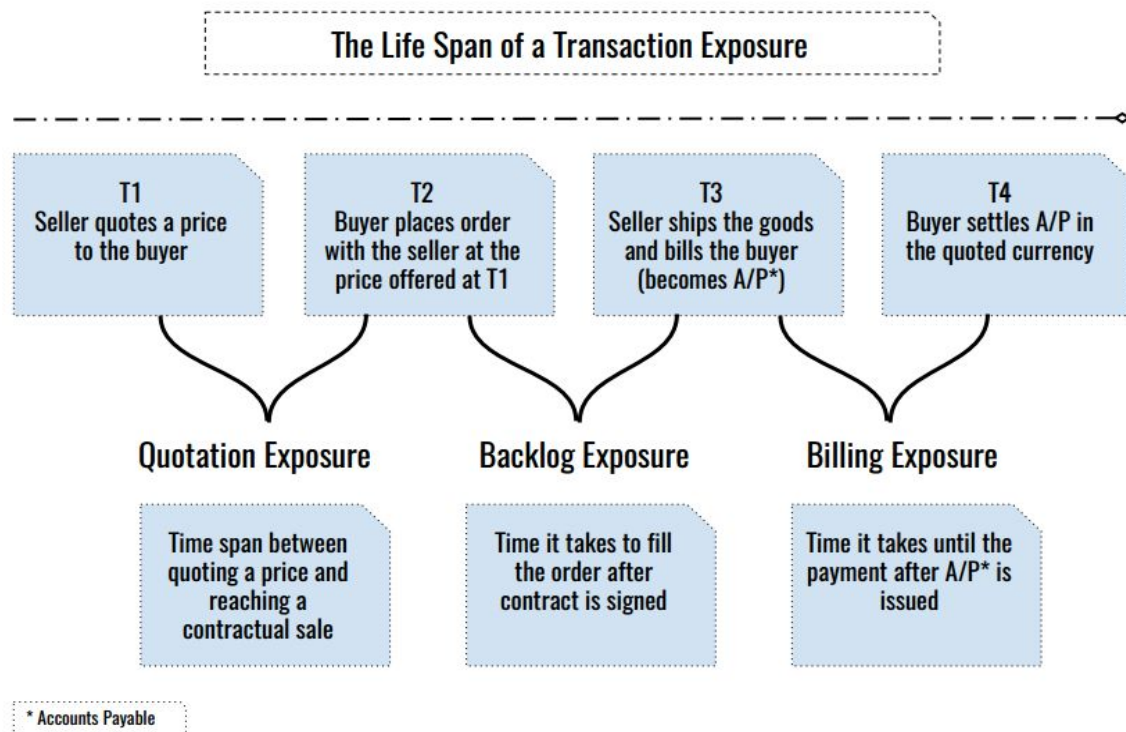 The Life Span of a Transaction Exposure
T1
Seller quotes a price
to the buyer
T2
Buyer places order
with the seller at the
price offered at T1
T3
Seller ships the goods
and bills the buyer
(becomes A/P*)
T4
Buyer settles A/P in
the quoted currency
Quotation Exposure
Backlog Exposure
Billing Exposure
Time span between
quoting a price and
reaching a
contractual sale
Time it takes to fill
the order after
contract is signed
Time it takes until the
payment after A/P* is
issued
* Accounts Payable